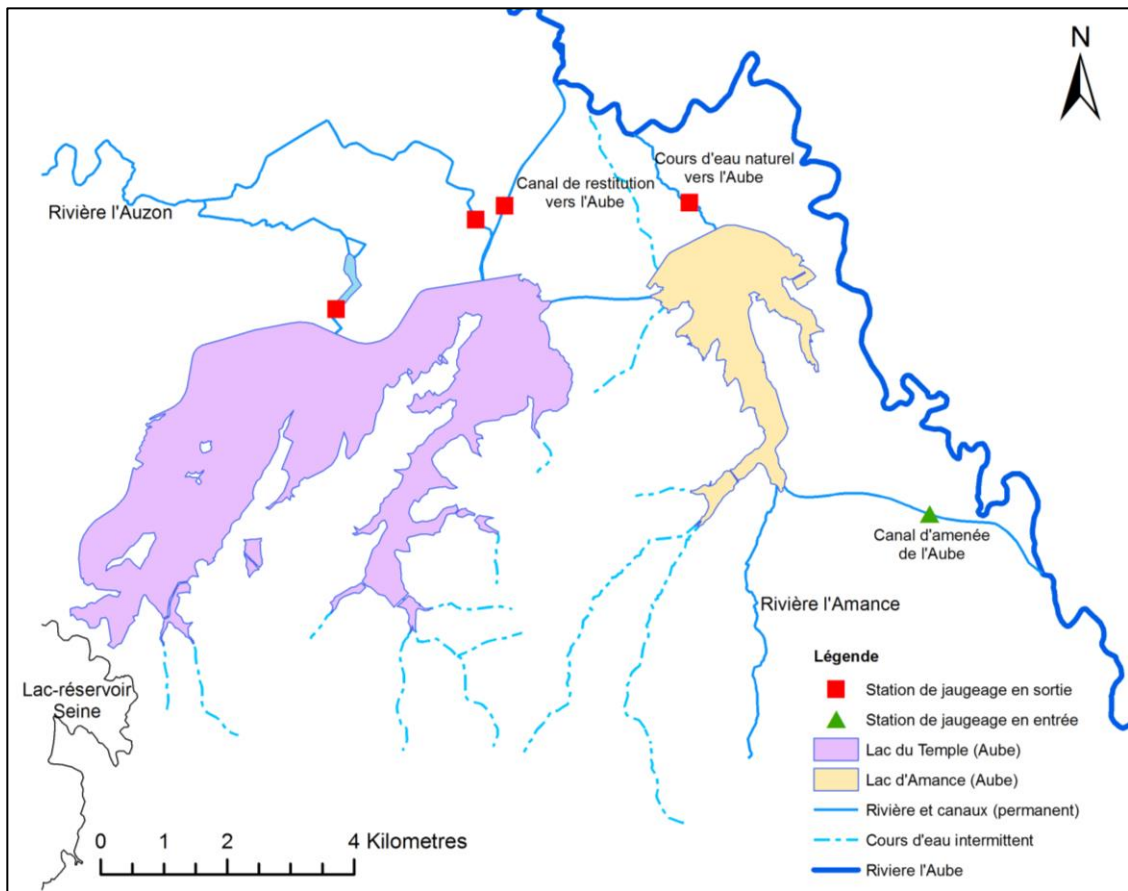 N
Cours d'eau naturel
vers l'Aube
Canal de restitution
vers l'Aube
Rivière l'Auzon
Canal d'amenée
de l'Aube
Rivière l'Amance
Lac-réservoir
Seine
Légende
Station de jaugeage en sortie
Station de jaugeage en entrée
Lac du Temple (Aube)
Lac d'Amance (Aube)
Rivière et canaux (permanent)
Cours d'eau intermittent
Riviere l'Aube
0 1 2 4 Kilometres